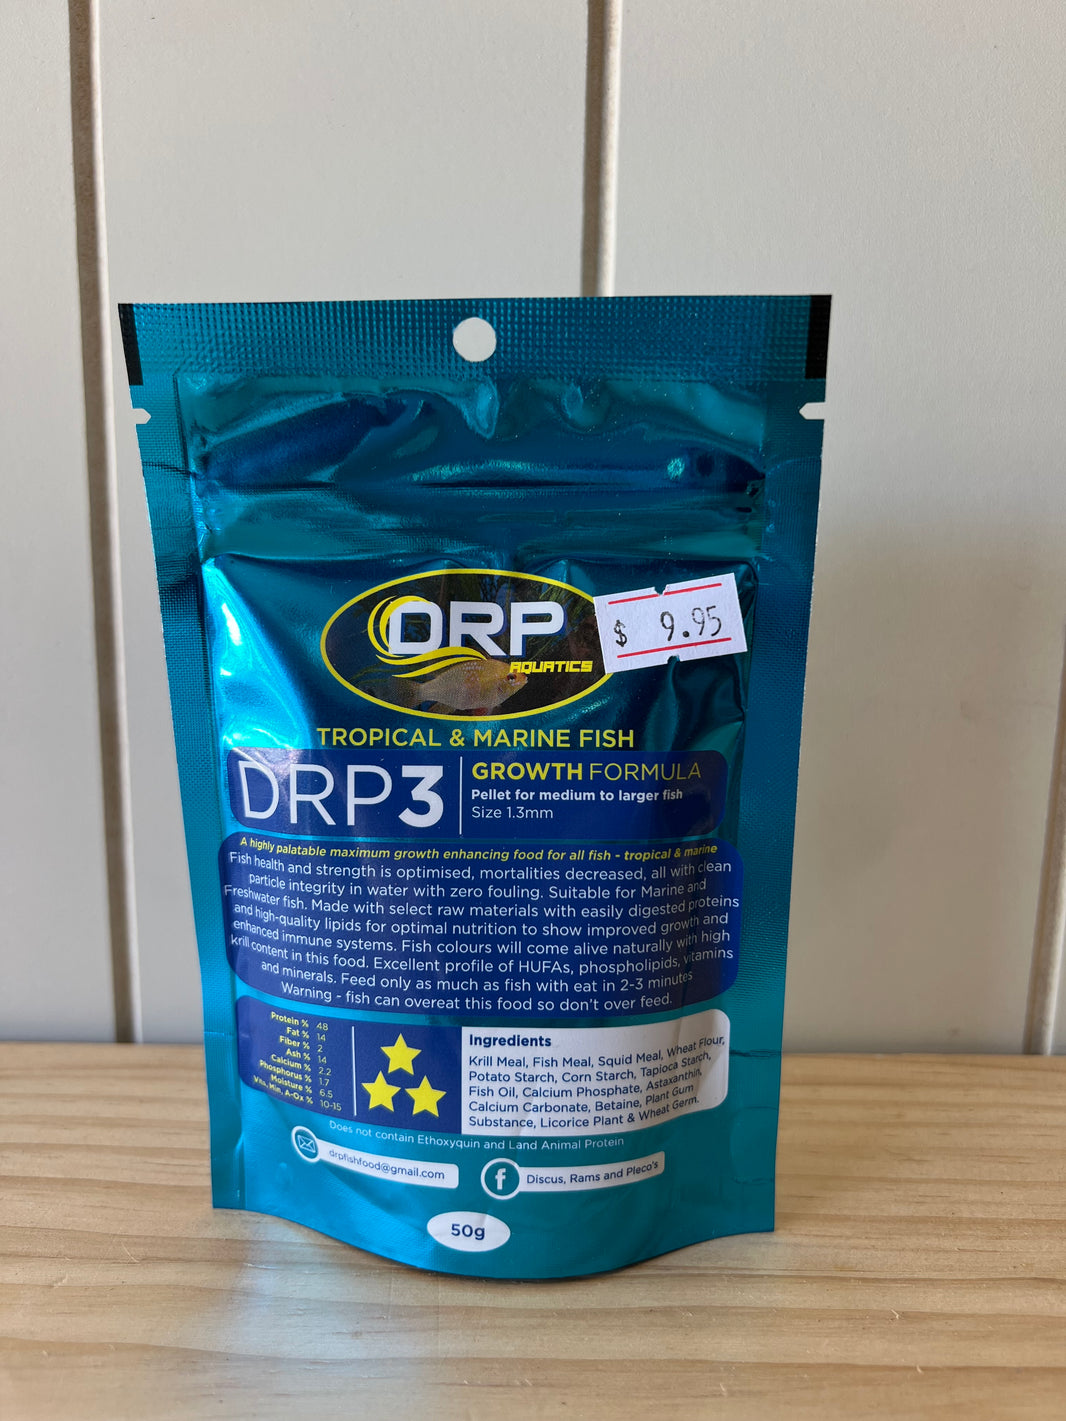 DRP
AQUATICS
$ 9.95
TROPICAL & MARINE FISH
DRP3
GROWTH FORMULA
Pellet for medium to larger fish
Size 1.3mm
A highly palatable maximum growth enhancing food for all fish - tropical & marine
Fish health and strength is optimised, mortalities decreased, all with clean
particle integrity in water with zero fouling. Suitable for Marine and
Freshwater fish. Made with select raw materials with easily digested proteins
and high-quality lipids for optimal nutrition to show improved growth and
enhanced immune systems. Fish colours will come alive naturally with high
krill content in this food. Excellent profile of HUFAs, phospholipids, vitamins
and minerals. Feed only as much as fish with eat in 2-3 minutes
Warning - fish can overeat this food so don't over feed.
Protein % 48
Fat % 14
Fiber % 2
Ash % 14
Calcium % 2.2
Phosphorus % 1.7
Moisture % 6.5
Vits, Min, A-Ox % 10-15
Ingredients
Krill Meal, Fish Meal, Squid Meal, Wheat Flour,
Potato Starch, Corn Starch, Tapioca Starch,
Fish Oil, Calcium Phosphate, Astaxanthin,
Calcium Carbonate, Betaine, Plant Gum
Substance, Licorice Plant & Wheat Germ.
Does not contain Ethoxyquin and Land Animal Protein
drpfishfood@gmail.com
f Discus, Rams and Pleco's
50g